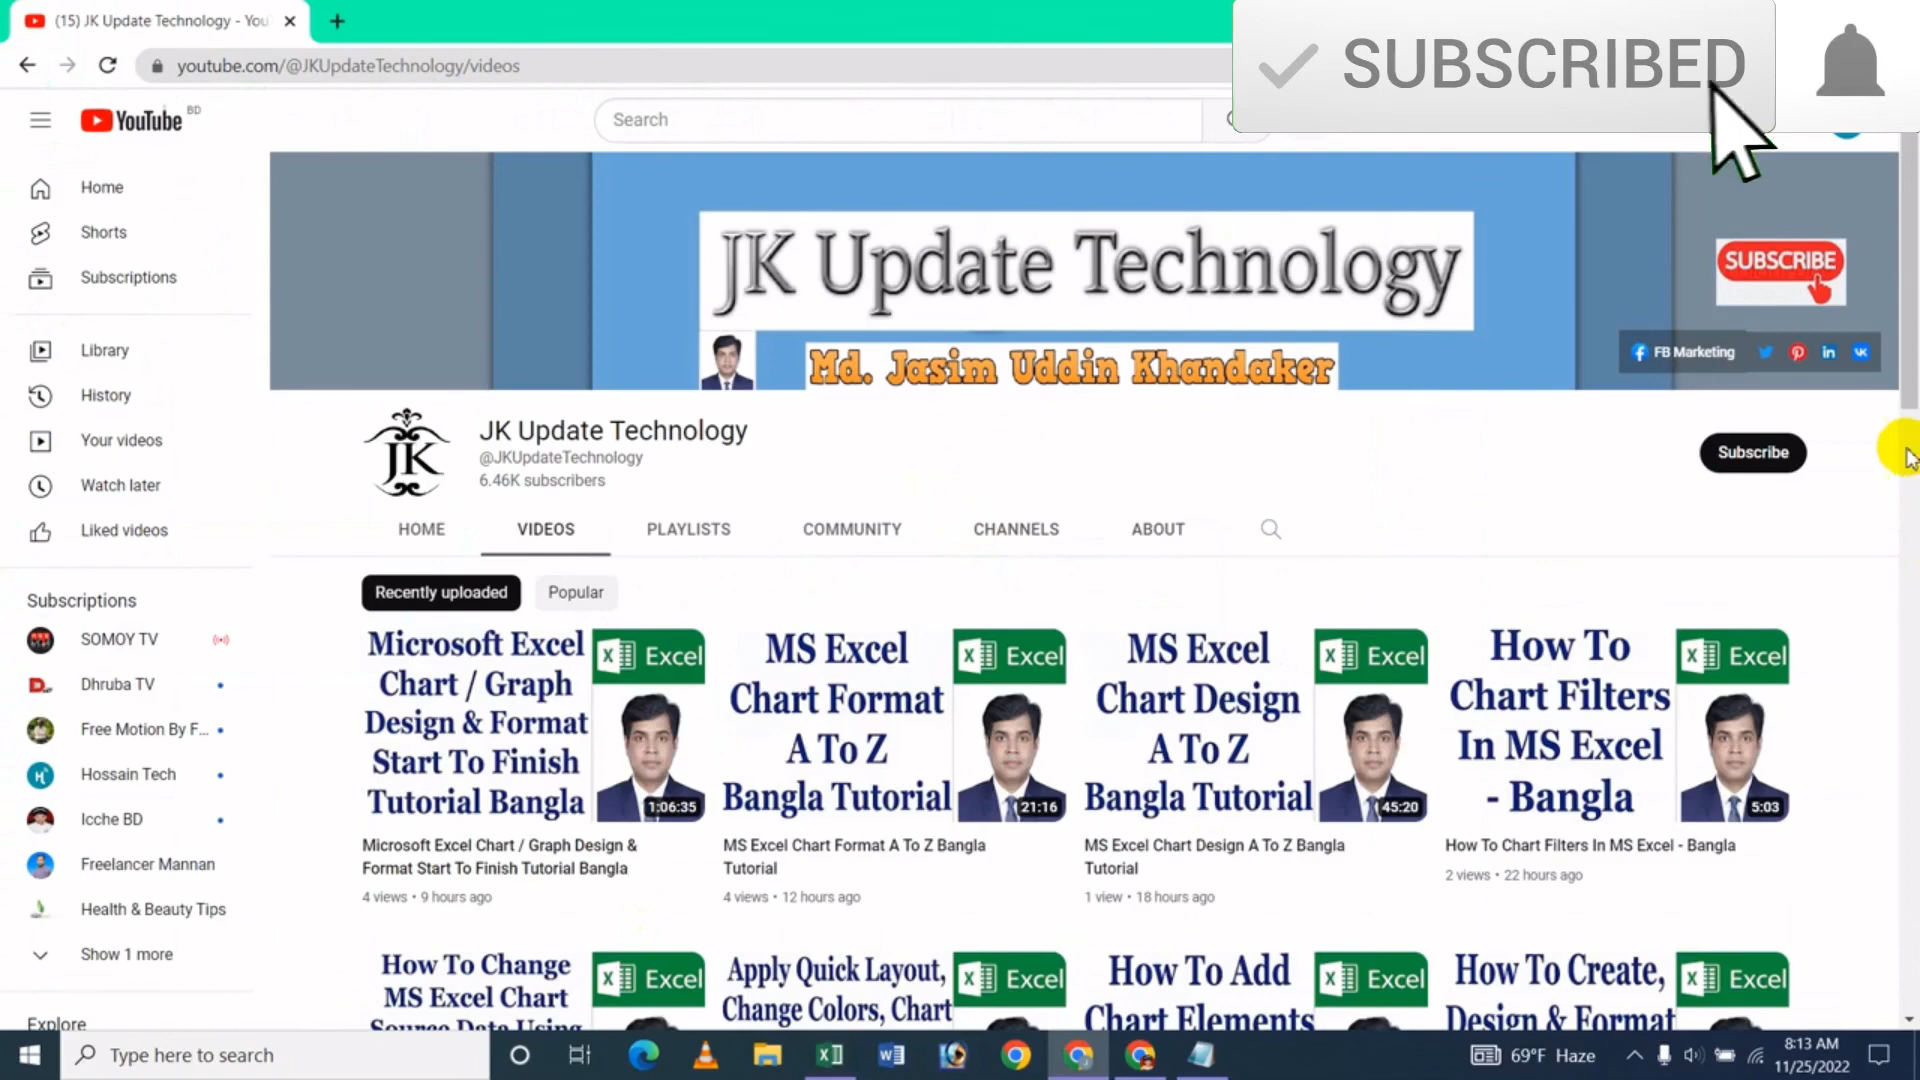 (15) JK Update Technology - You
youtube.com/@JKUpdateTechnology/videos
SUBSCRIBED
YouTube BD
Search
Home
Shorts
Subscriptions
Library
History
Your videos
Watch later
Liked videos
Subscriptions
SOMOY TV
Dhruba TV
Free Motion By F...
Hossain Tech
Icche BD
Freelancer Mannan
Health & Beauty Tips
Show 1 more
Explore
JK Update Technology
SUBSCRIBE
Md. Jasim Uddin Khandaker
FB Marketing
JK
JK Update Technology
@JKUpdateTechnology
6.46K subscribers
Subscribe
HOME VIDEOS PLAYLISTS COMMUNITY CHANNELS ABOUT
Recently uploaded Popular
Microsoft Excel
Chart / Graph
Design & Format
Start To Finish
Tutorial Bangla
Excel
1:06:35
Microsoft Excel Chart / Graph Design &
Format Start To Finish Tutorial Bangla
4 views • 9 hours ago
MS Excel
Chart Format
A To Z
Bangla Tutorial
Excel
21:16
MS Excel Chart Format A To Z Bangla
Tutorial
4 views • 12 hours ago
MS Excel
Chart Design
A To Z
Bangla Tutorial
Excel
45:20
MS Excel Chart Design A To Z Bangla
Tutorial
1 view • 18 hours ago
How To
Chart Filters
In MS Excel
- Bangla
Excel
5:03
How To Chart Filters In MS Excel - Bangla
2 views • 22 hours ago
How To Change
MS Excel Chart
Source Data Using
Excel
Apply Quick Layout,
Change Colors, Chart
Excel
How To Add
Chart Elements
Excel
How To Create,
Design & Format
Excel
Type here to search
69°F Haze
8:13 AM
11/25/2022